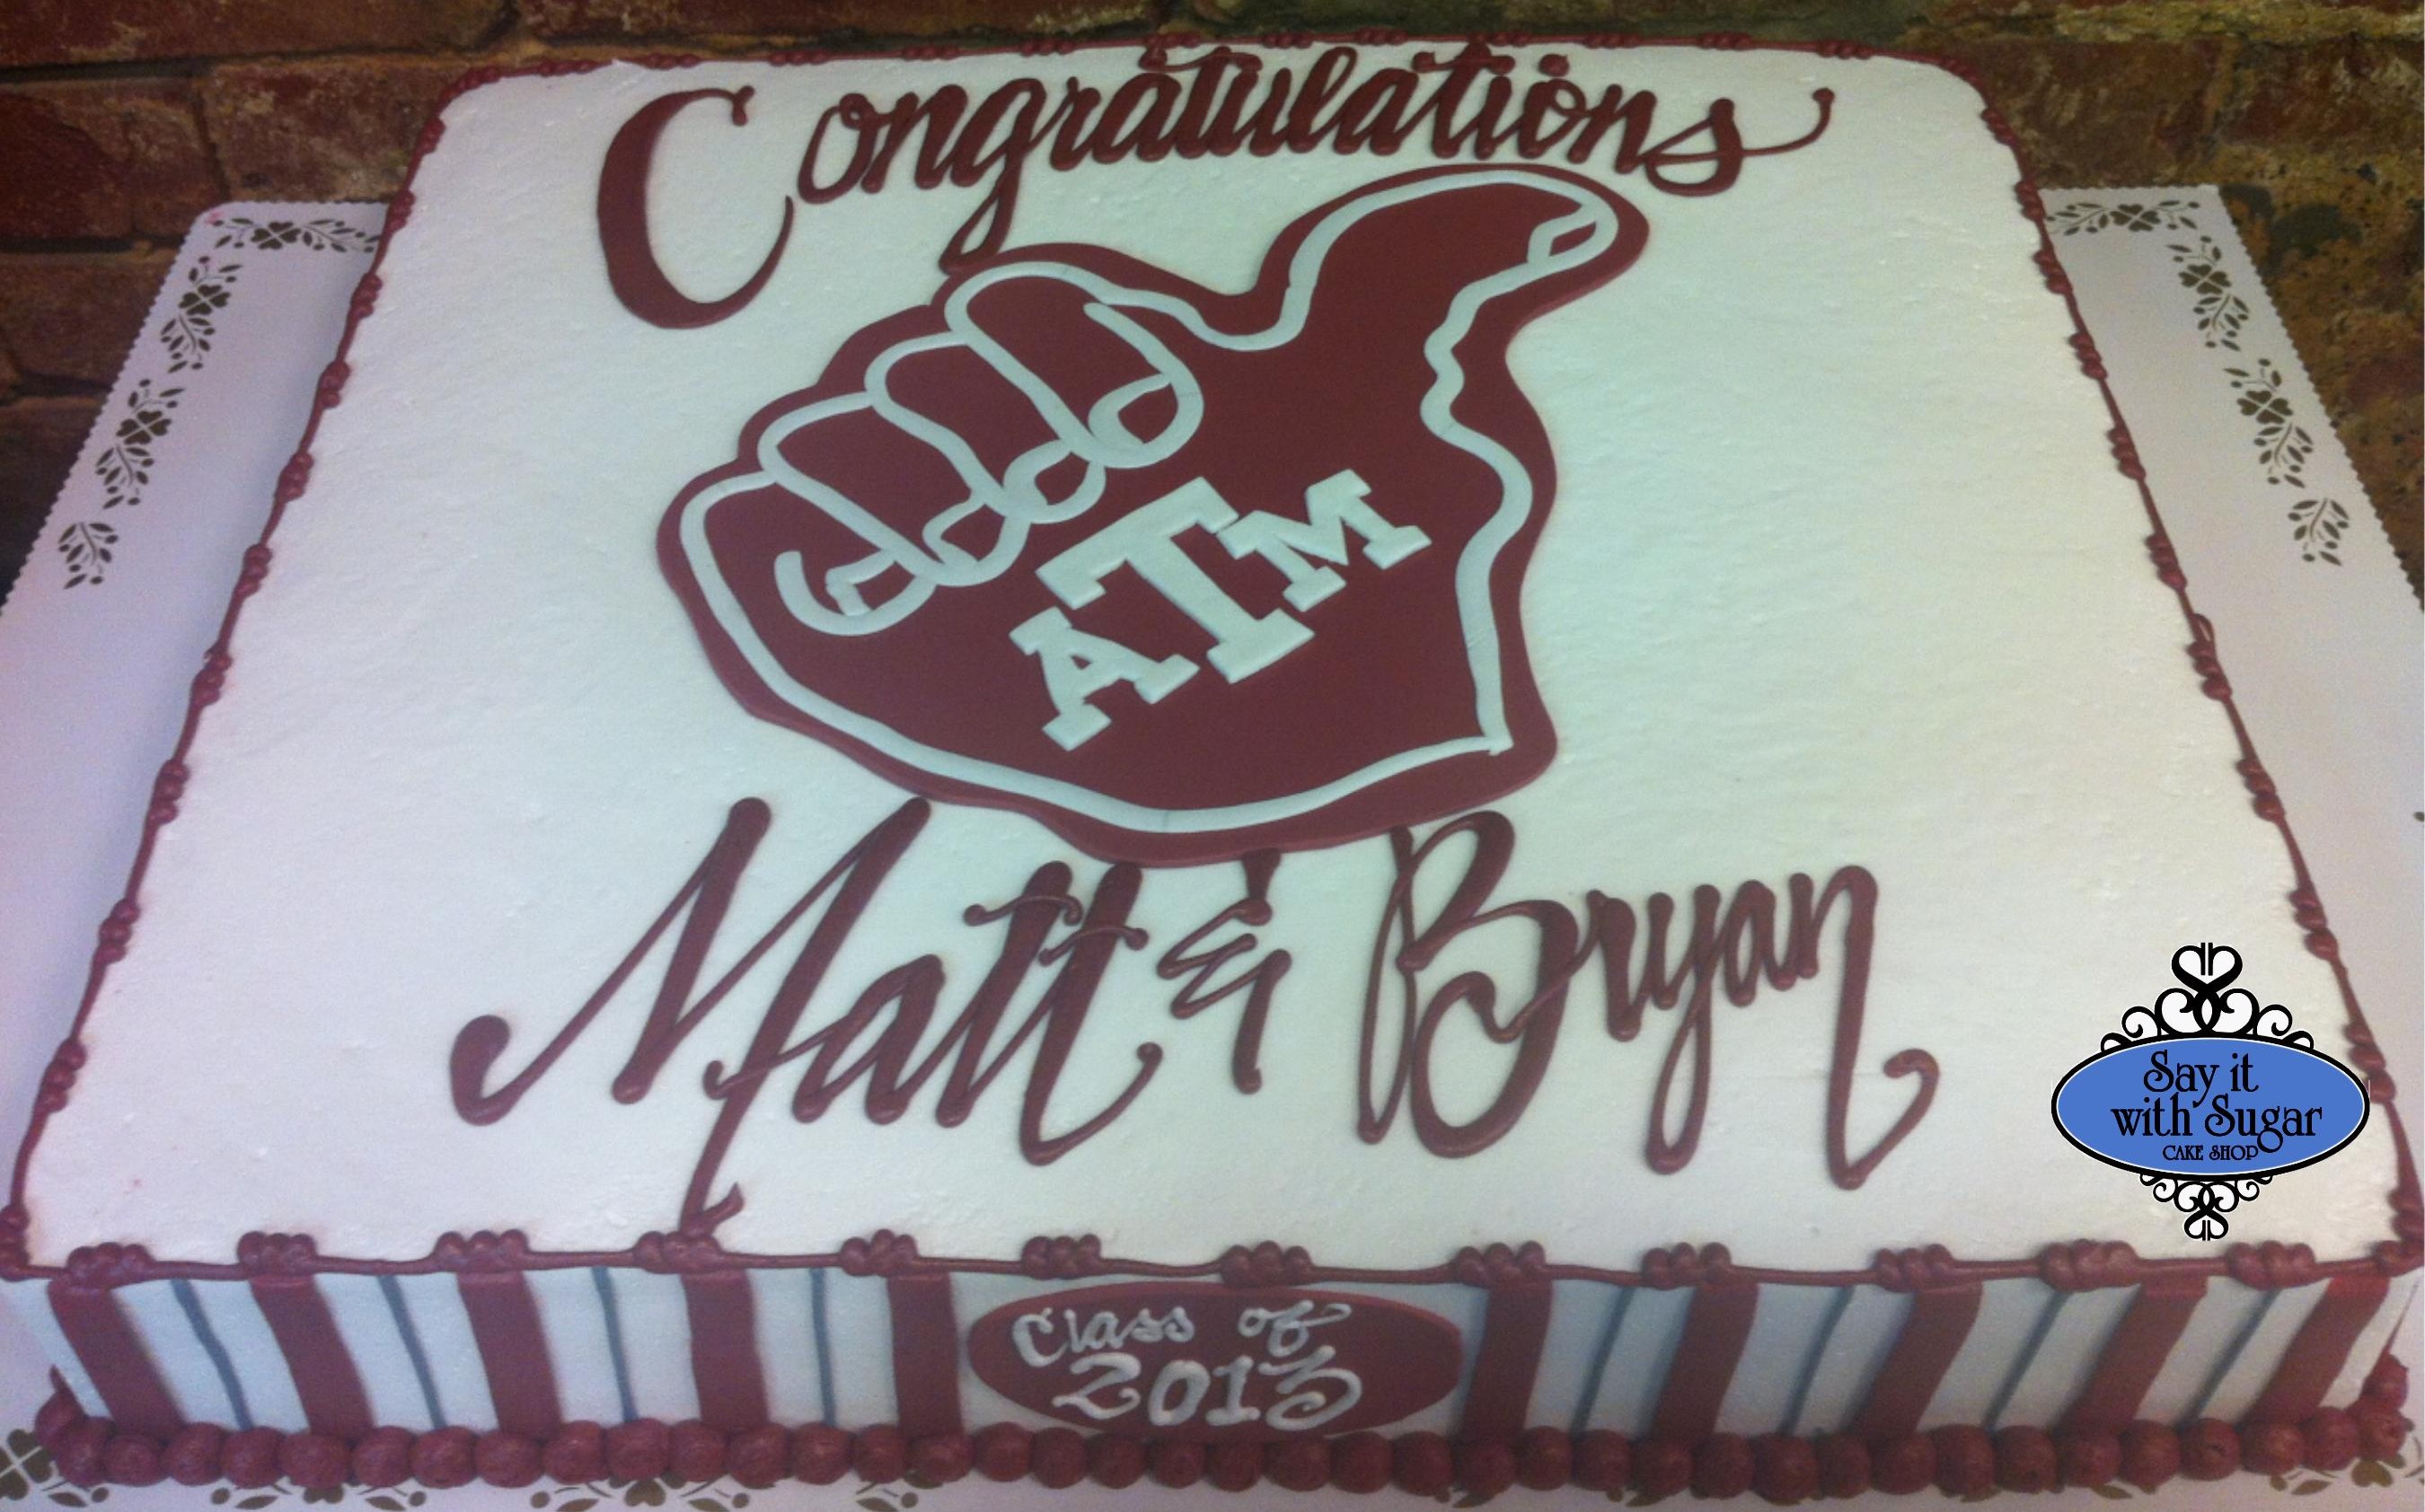 Congratulations
ATM
Matt & Bryan
Say it
with Sugar
CAKE SHOP
Class of
2013